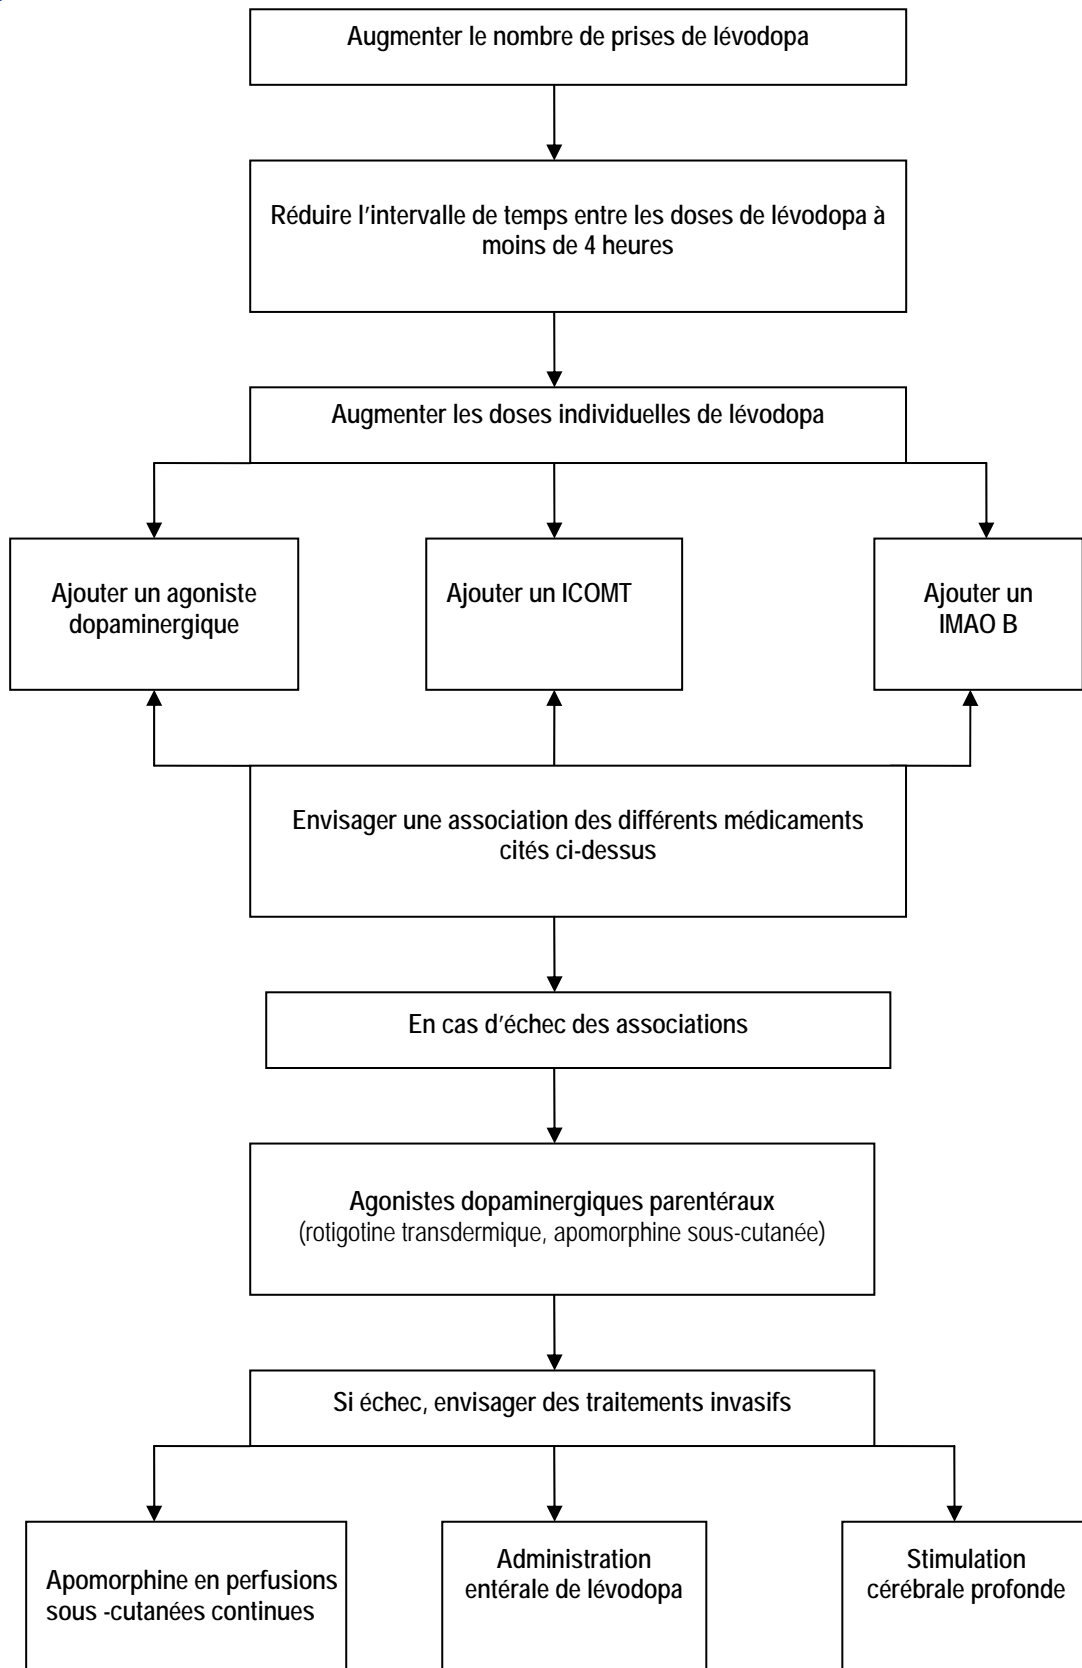 Augmenter le nombre de prises de lévodopa
Réduire l'intervalle de temps entre les doses de lévodopa à
moins de 4 heures
Augmenter les doses individuelles de lévodopa
Ajouter un agoniste
dopaminergique
Ajouter un ICOMT
Ajouter un
IMAO B
Envisager une association des différents médicaments
cités ci-dessus
En cas d'échec des associations
Agonistes dopaminergiques parentéraux
(rotigotine transdermique, apomorphine sous-cutanée)
Si échec, envisager des traitements invasifs
Apomorphine en perfusions
sous -cutanées continues
Administration
entérale de lévodopa
Stimulation
cérébrale profonde